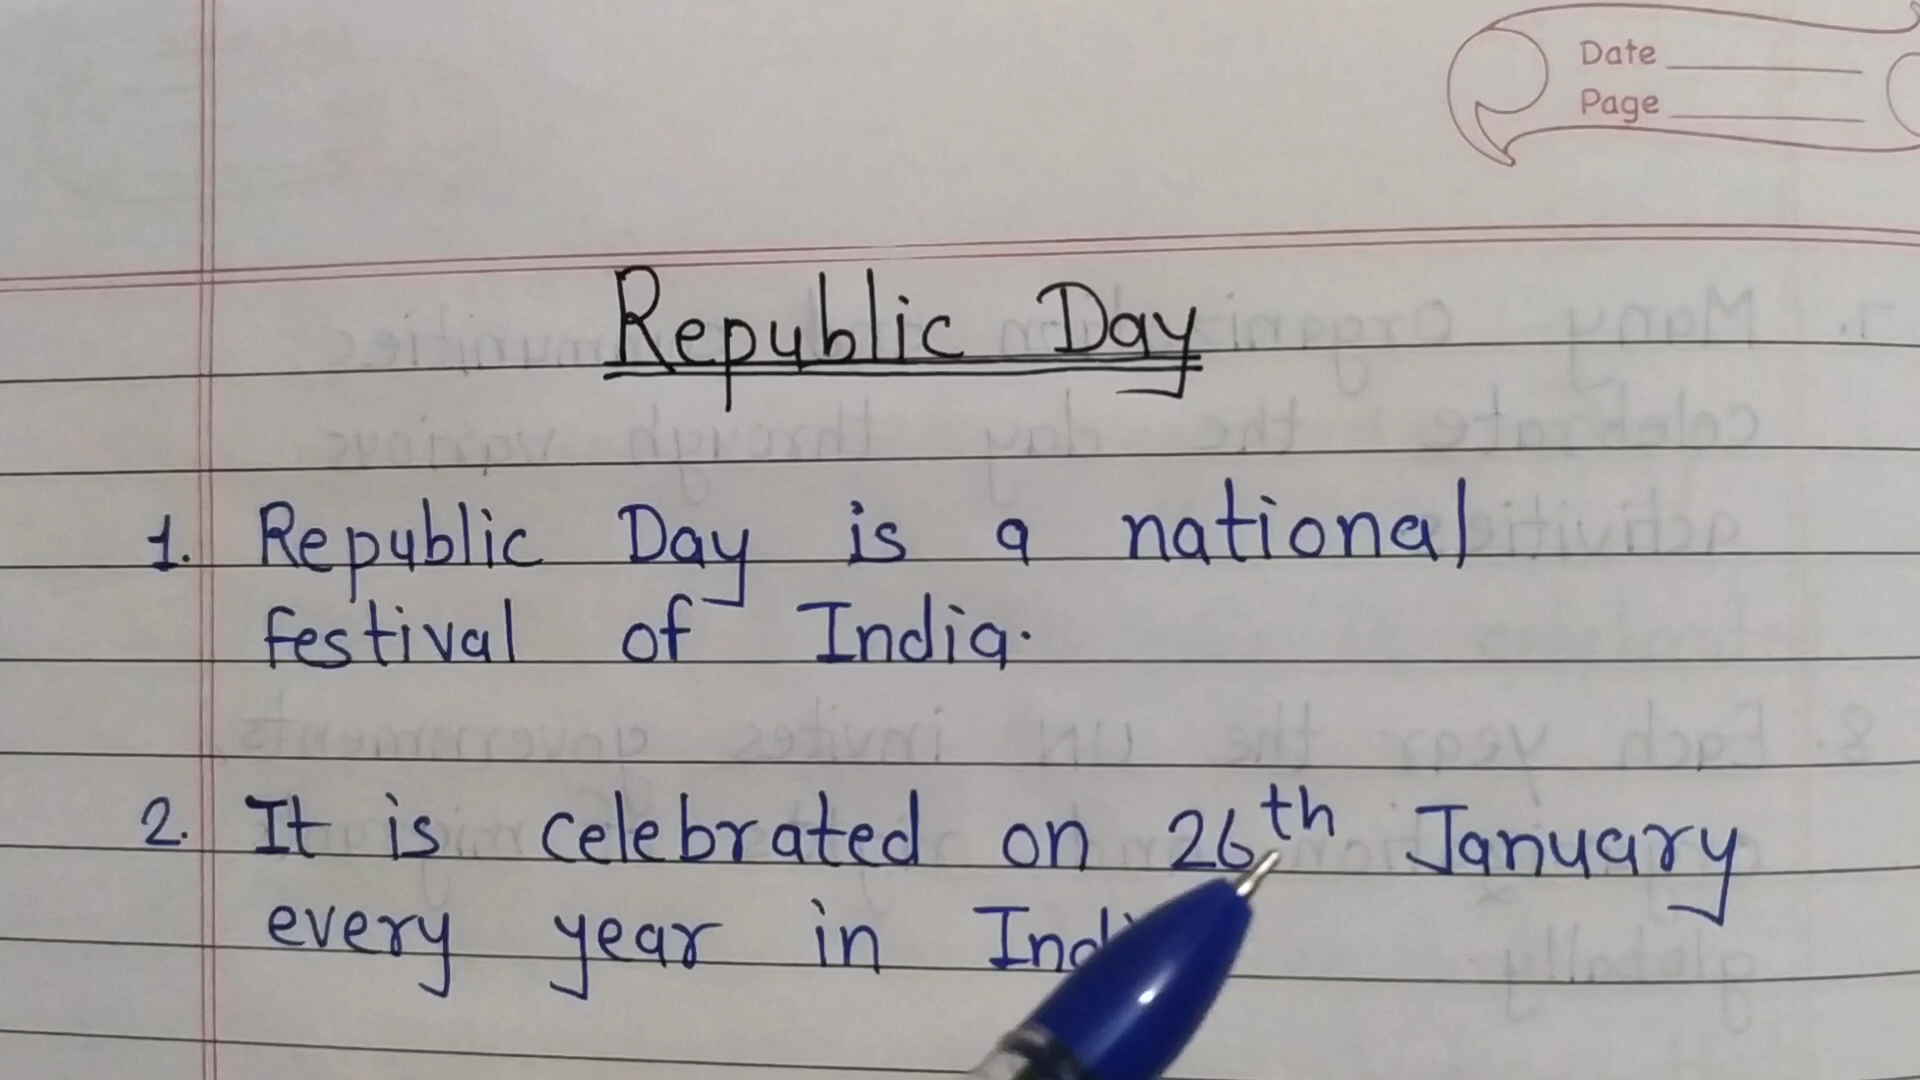 Date
Page
Republic Day
1. Republic Day is a national
festival of India.
2. It is celebrated on 26th January
every year in